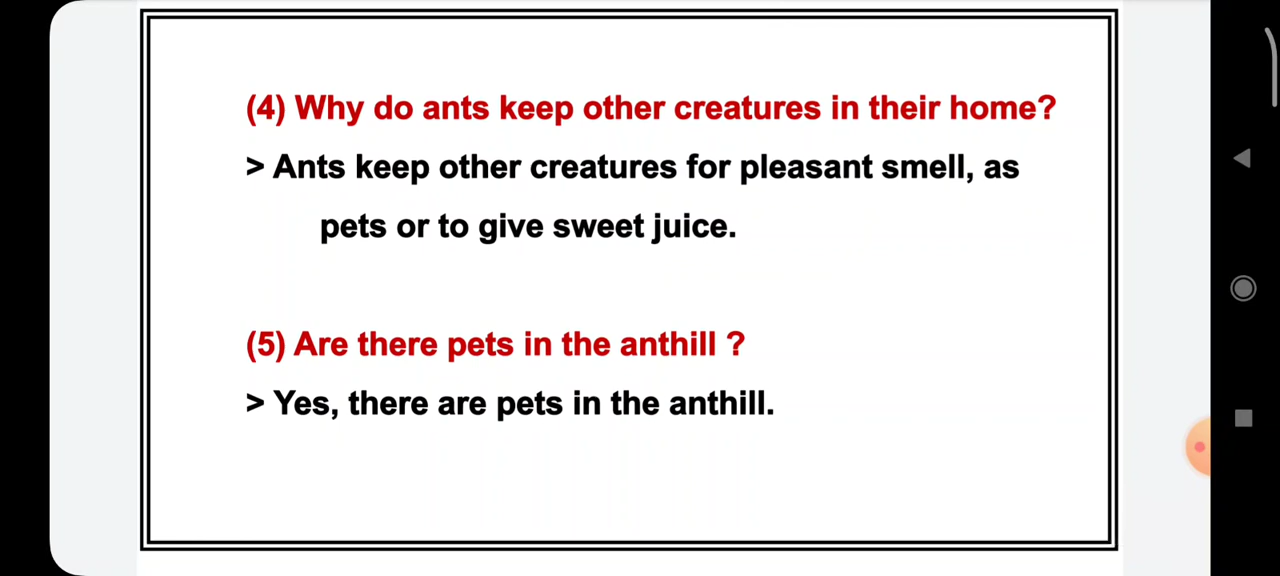 (4) Why do ants keep other creatures in their home?
> Ants keep other creatures for pleasant smell, as
pets or to give sweet juice.
(5) Are there pets in the anthill ?
> Yes, there are pets in the anthill.